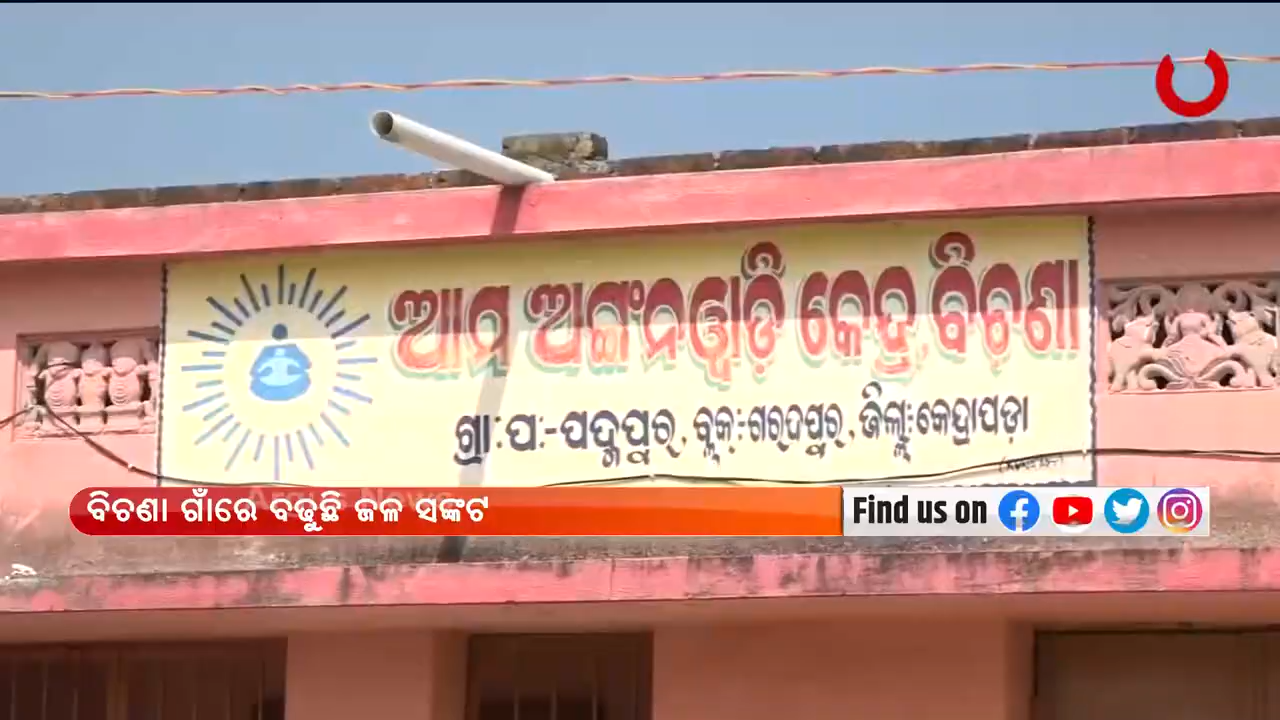 ଆମ ଅଙ୍ଗନୱାଡ଼ି କେନ୍ଦ୍ର, ବିଚଣା
ଗ୍ରା:ପ:-ପଦ୍ମପୁର, ବ୍ଲକ:-ଗରଦପୁର, ଜିଲ୍ଲା:-କେନ୍ଦ୍ରାପଡ଼ା
ବିଚଣା ଗାଁରେ ବଢୁଛି ଜଳ ସଙ୍କଟ
Find us on